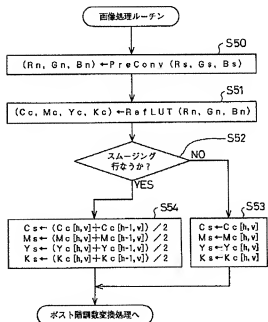 画像処理ルーチン
S50
(Rn, Gn, Bn)←PreConv (Rs, Gs, Bs)
S51
(Cc, Mc, Yc, Kc)←RefLUT (Rn, Gn, Bn)
S52
スムージング
行なうか?
NO
YES
S54
Cs←(Cc[h,v]+Cc[h-1,v])/2
Ms←(Mc[h,v]+Mc[h-1,v])/2
Ys←(Yc[h,v]+Yc[h-1,v])/2
Ks←(Kc[h,v]+Kc[h-1,v])/2
S53
Cs←Cc[h,v]
Ms←Mc[h,v]
Ys←Yc[h,v]
Ks←Kc[h,v]
ポスト階調数変換処理へ